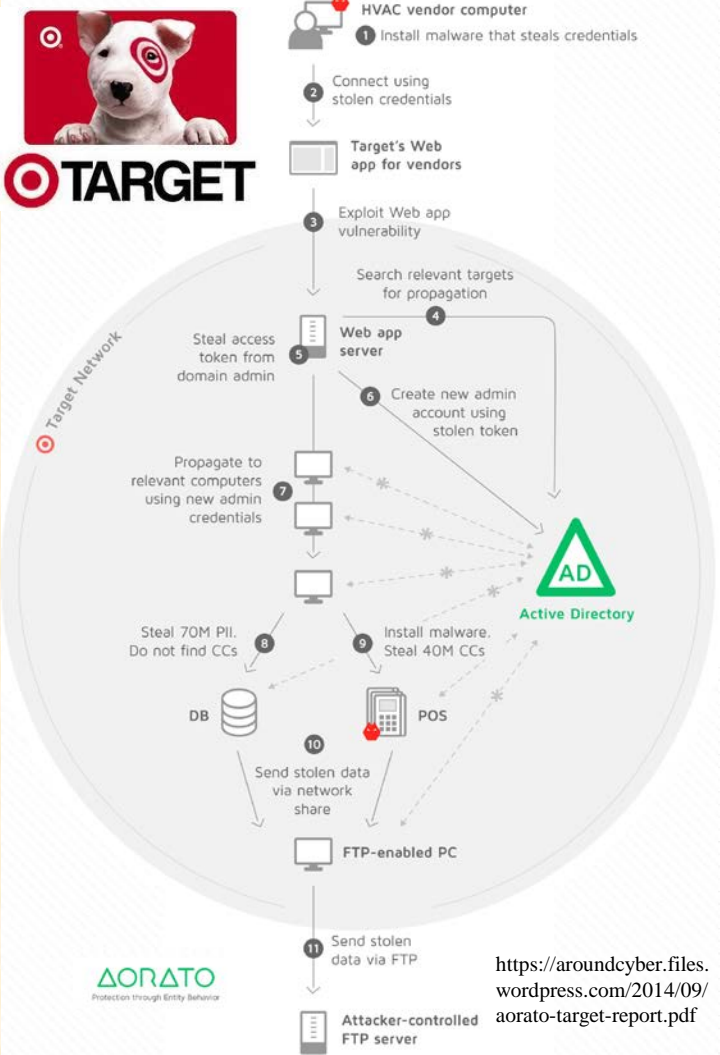 HVAC vendor computer
1 Install malware that steals credentials
TARGET
2
Connect using
stolen credentials
Target's Web
app for vendors
3
Exploit Web app
vulnerability
Search relevant targets
for propagation
4
Target Network
Steal access
token from
domain admin
5
Web app
server
6
Create new admin
account using
stolen token
Propagate to
relevant computers
using new admin
credentials
7
AD
Active Directory
Steal 70M PII.
Do not find CCs
8
9
Install malware.
Steal 40M CCs
DB
POS
10
Send stolen data
via network
share
FTP-enabled PC
11
Send stolen
data via FTP
AORATO
Protection through Entity Behavior
https://aroundcyber.files.
wordpress.com/2014/09/
aorato-target-report.pdf
Attacker-controlled
FTP server